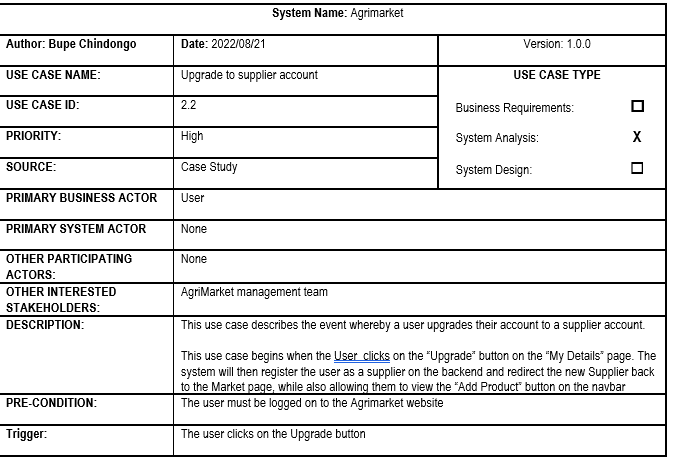 System Name: Agrimarket
Author: Bupe Chindongo Date: 2022/08/21 Version: 1.0.0
USE CASE NAME: Upgrade to supplier account USE CASE TYPE
USE CASE ID: 2.2 Business Requirements: ☐
PRIORITY: High System Analysis: X
SOURCE: Case Study System Design: ☐
PRIMARY BUSINESS ACTOR User
PRIMARY SYSTEM ACTOR None
OTHER PARTICIPATING None
ACTORS:
OTHER INTERESTED AgriMarket management team
STAKEHOLDERS:
DESCRIPTION: This use case describes the event whereby a user upgrades their account to a supplier account.
This use case begins when the User clicks on the “Upgrade” button on the “My Details” page. The
system will then register the user as a supplier on the backend and redirect the new Supplier back
to the Market page, while also allowing them to view the “Add Product” button on the navbar
PRE-CONDITION: The user must be logged on to the Agrimarket website
Trigger: The user clicks on the Upgrade button